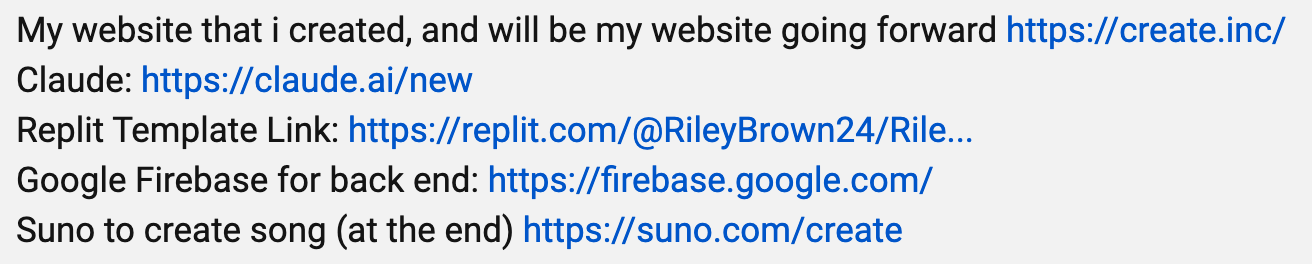 My website that i created, and will be my website going forward https://create.inc/
Claude: https://claude.ai/new
Replit Template Link: https://replit.com/@RileyBrown24/Rile...
Google Firebase for back end: https://firebase.google.com/
Suno to create song (at the end) https://suno.com/create